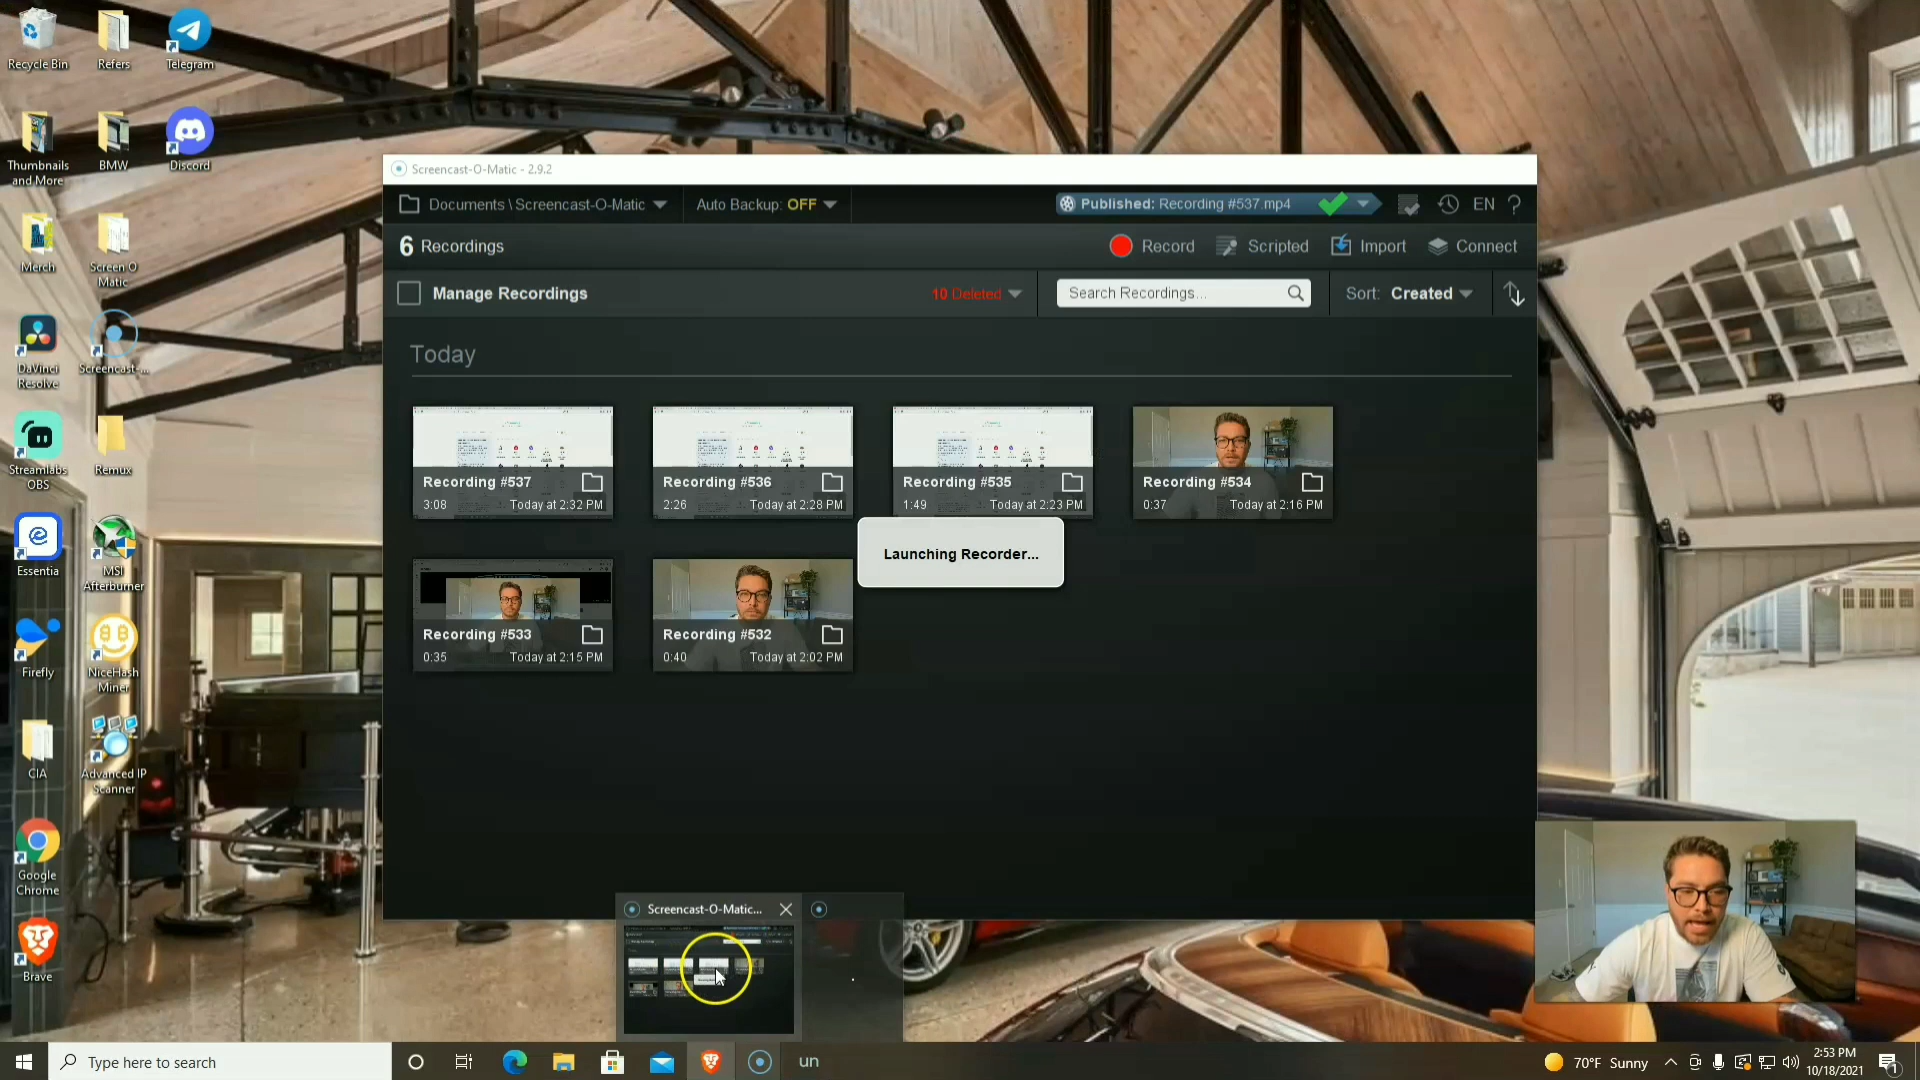 Recycle Bin
Refers
Telegram
Thumbnails and More
BMW
Discord
Merch
Screen O Matic
DaVinci Resolve
Screencast-...
Streamlabs OBS
Remux
Essentia
MSI Afterburner
Firefly
NiceHash Miner
CIA
Advanced IP Scanner
Google Chrome
Brave
Screencast-O-Matic - 2.9.2
Documents \ Screencast-O-Matic
Auto Backup: OFF
Published: Recording #537.mp4
EN ?
6 Recordings
Record
Scripted
Import
Connect
Manage Recordings
10 Deleted
Search Recordings...
Sort: Created
Today
Recording #537
3:08 Today at 2:32 PM
Recording #536
2:26 Today at 2:28 PM
Recording #535
1:49 Today at 2:23 PM
Recording #534
0:37 Today at 2:16 PM
Launching Recorder...
Recording #533
0:35 Today at 2:15 PM
Recording #532
0:40 Today at 2:02 PM
Screencast-O-Matic...
Type here to search
un
70°F Sunny
2:53 PM
10/18/2021
1